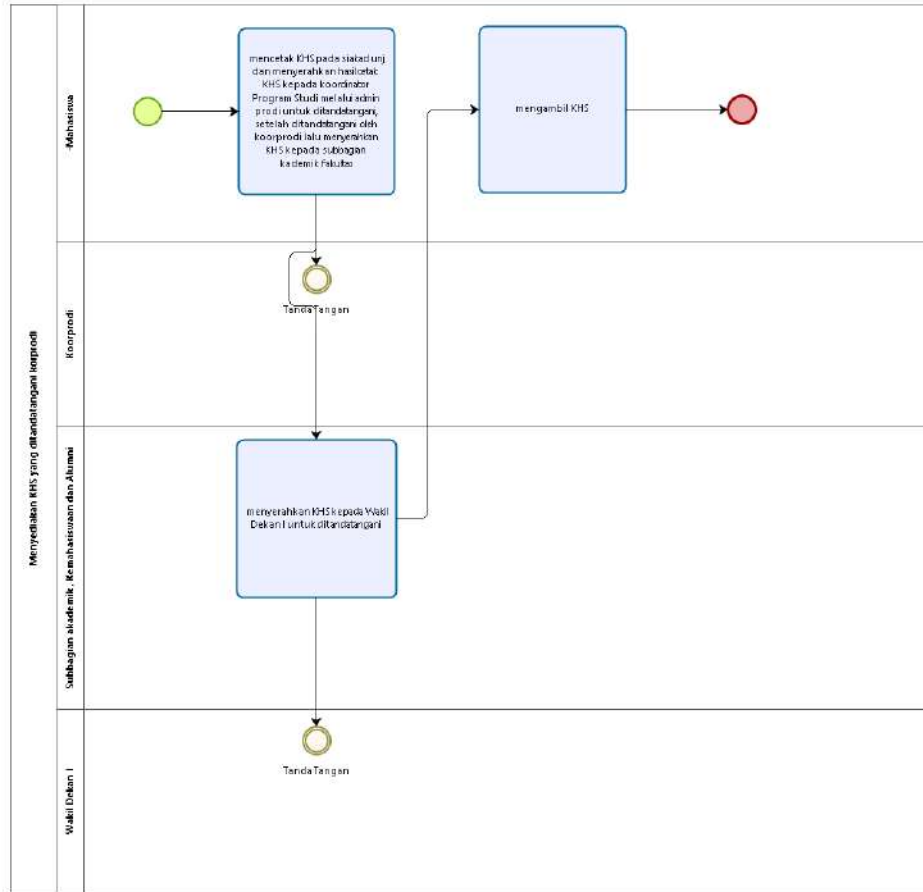 Menyediakan KHS yang ditandatangani korprodi
-Mahasiswa
mencetak KHS pada siakad unj
dan menyerahkan hasilcetak
KHS kepada koordinator
Program Studi melalui admin
prodi untuk ditandatangani,
setelah ditandatangani oleh
koorprodi lalu menyerahkan
KHS kepada subbagian
kademik Fakultas
mengambil KHS
Koorprodi
Tanda Tangan
Subbagian akademik, Kemahasiswaan dan Alumni
menyerahkan KHS kepada Wakil
Dekan I untuk ditandatangani
Wakil Dekan I
Tanda Tangan